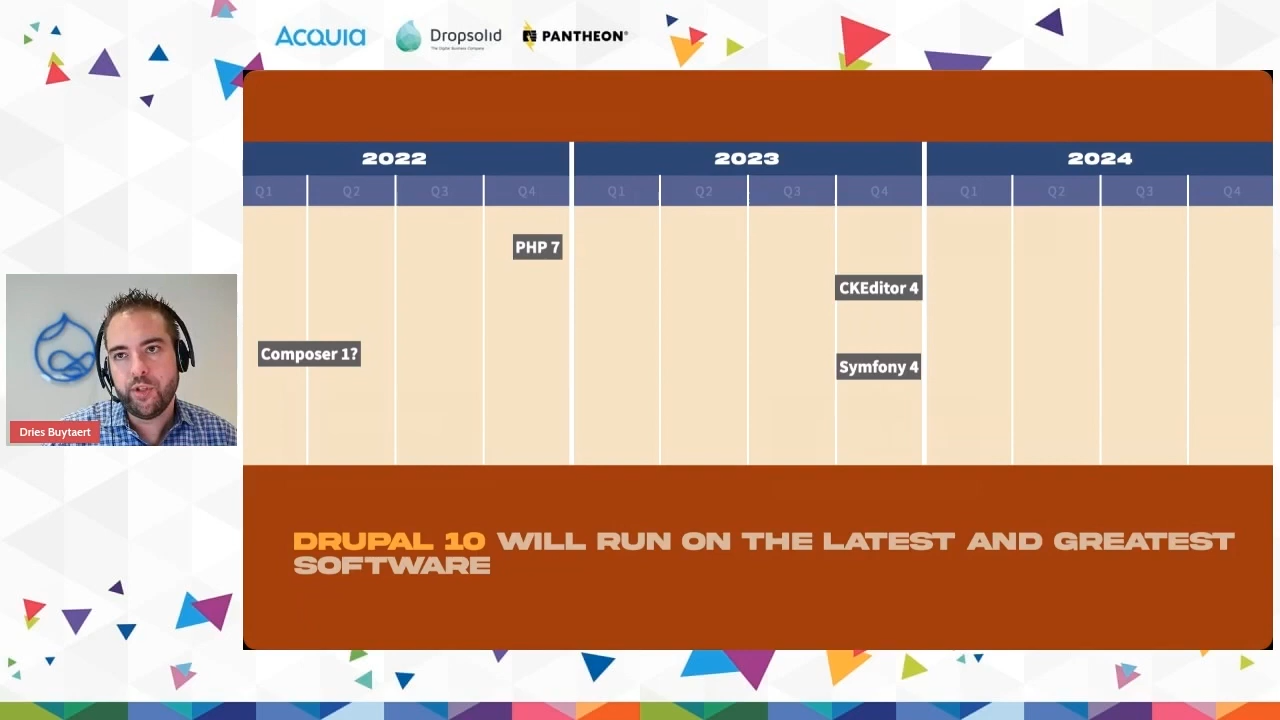 Acquia
Dropsolid
The Digital Business Company
PANTHEON
2022
2023
2024
Q1 Q2 Q3 Q4 Q1 Q2 Q3 Q4 Q1 Q2 Q3 Q4
PHP 7
CKEditor 4
Composer 1?
Symfony 4
Dries Buytaert
DRUPAL 10 WILL RUN ON THE LATEST AND GREATEST
SOFTWARE